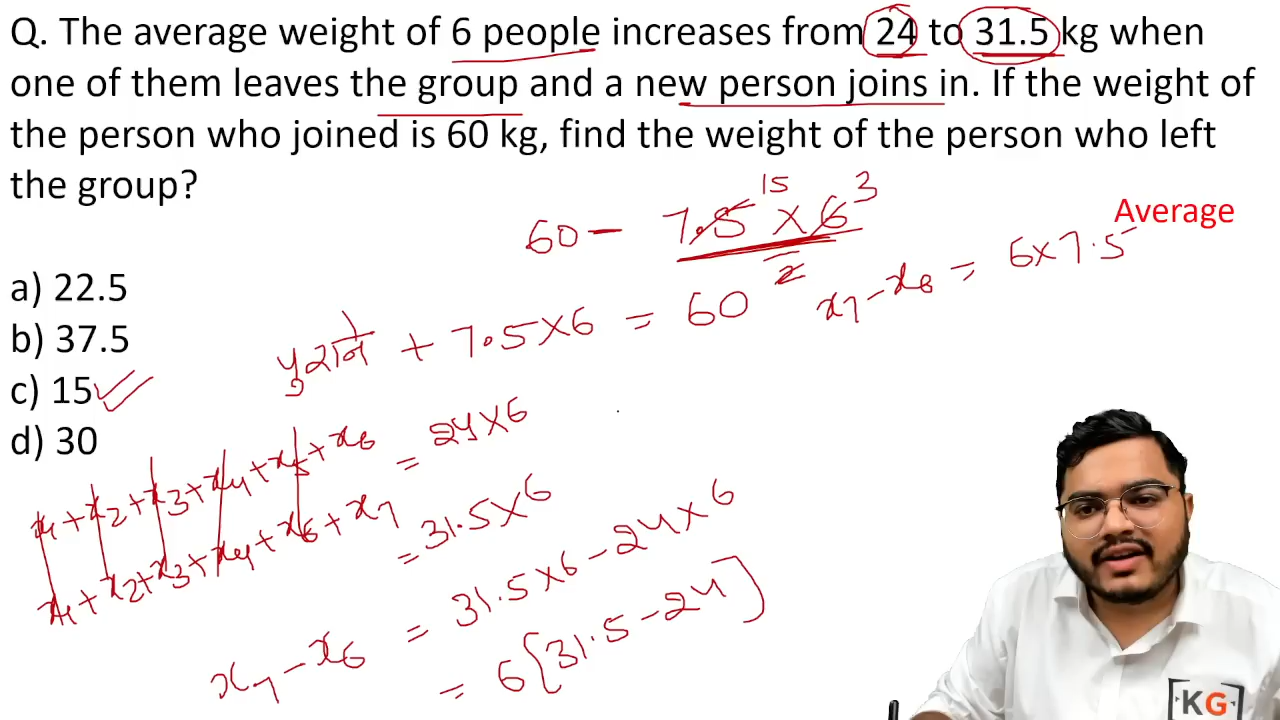 Q. The average weight of 6 people increases from 24 to 31.5 kg when
one of them leaves the group and a new person joins in. If the weight of
the person who joined is 60 kg, find the weight of the person who left
the group?
Average
60 - 7.5 15 × 6 3
2
x7 - x6 = 6×7.5
a) 22.5
+ 7.5×6 = 60
b) 37.5
c) 15
d) 30
x1+x2+x3+x4+x5+x6 = 24×6
x1+x2+x3+x4+x5+x7 = 31.5×6
x7 - x6 = 31.5×6 - 24×6
= 6[31.5-24]
KG